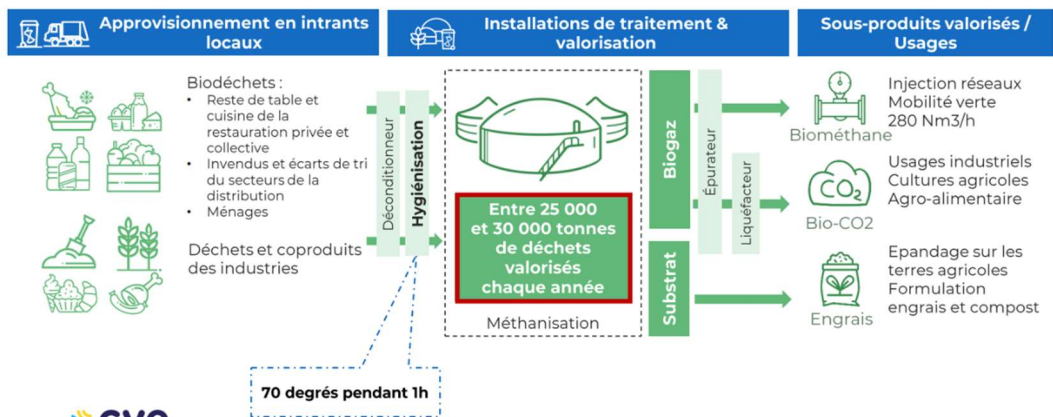 Approvisionnement en intrants
locaux
Installations de traitement &
valorisation
Sous-produits valorisés /
Usages
Biodéchets :
• Reste de table et
cuisine de la
restauration privée et
collective
• Invendus et écarts de tri
du secteurs de la
distribution
• Ménages
Déchets et coproduits
des industries
Déconditionneur
Hygiénisation
Entre 25 000
et 30 000 tonnes
de déchets
valorisés
chaque année
Méthanisation
70 degrés pendant 1h
Biogaz
Substrat
Épurateur
Liquéfacteur
Biométhane
Injection réseaux
Mobilité verte
280 Nm3/h
CO₂
Bio-CO2
Usages industriels
Cultures agricoles
Agro-alimentaire
Engrais
Epandage sur les
terres agricoles
Formulation
engrais et compost